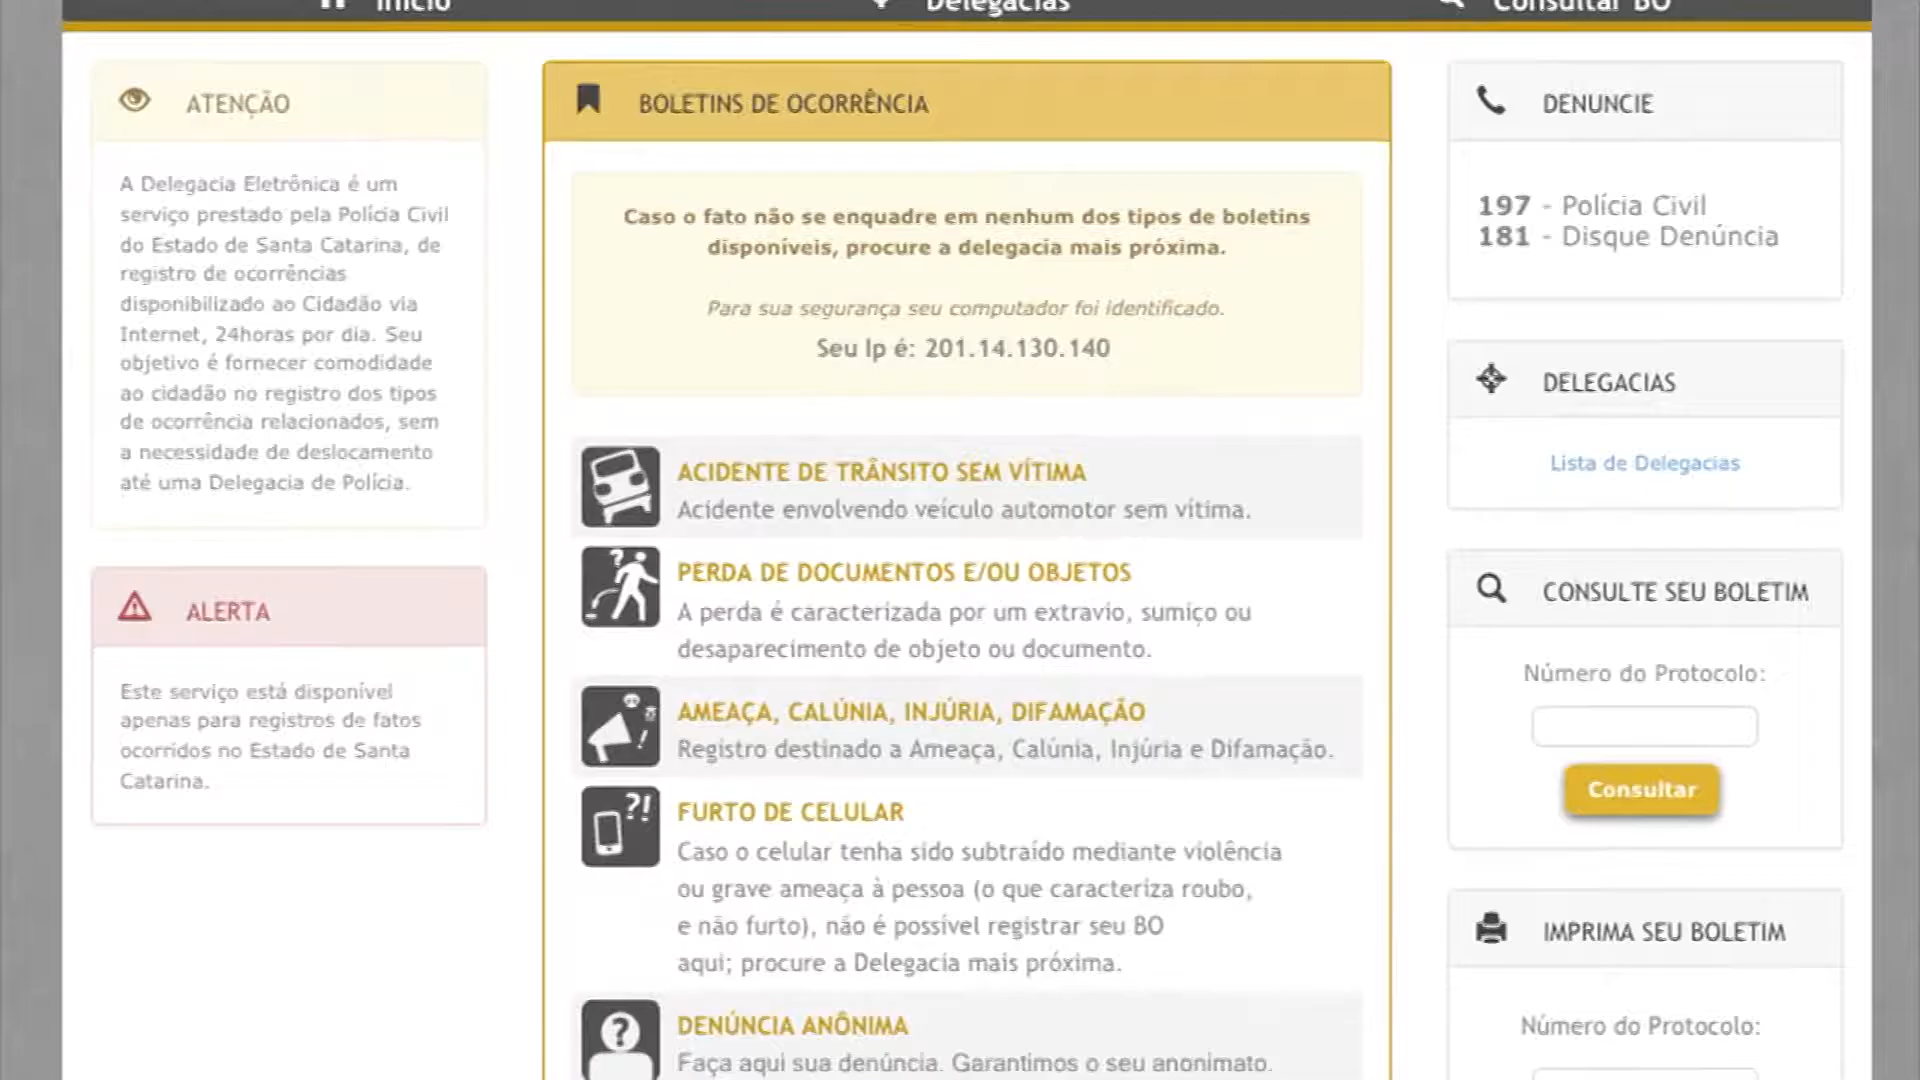 Início
Delegacias
Consultar BO
ATENÇÃO
A Delegacia Eletrônica é um
serviço prestado pela Polícia Civil
do Estado de Santa Catarina, de
registro de ocorrências
disponibilizado ao Cidadão via
Internet, 24horas por dia. Seu
objetivo é fornecer comodidade
ao cidadão no registro dos tipos
de ocorrência relacionados, sem
a necessidade de deslocamento
até uma Delegacia de Polícia.
ALERTA
Este serviço está disponível
apenas para registros de fatos
ocorridos no Estado de Santa
Catarina.
BOLETINS DE OCORRÊNCIA
Caso o fato não se enquadre em nenhum dos tipos de boletins
disponíveis, procure a delegacia mais próxima.
Para sua segurança seu computador foi identificado.
Seu Ip é: 201.14.130.140
ACIDENTE DE TRÂNSITO SEM VÍTIMA
Acidente envolvendo veículo automotor sem vítima.
PERDA DE DOCUMENTOS E/OU OBJETOS
A perda é caracterizada por um extravio, sumiço ou
desaparecimento de objeto ou documento.
AMEAÇA, CALÚNIA, INJÚRIA, DIFAMAÇÃO
Registro destinado a Ameaça, Calúnia, Injúria e Difamação.
FURTO DE CELULAR
Caso o celular tenha sido subtraído mediante violência
ou grave ameaça à pessoa (o que caracteriza roubo,
e não furto), não é possível registrar seu BO
aqui; procure a Delegacia mais próxima.
DENÚNCIA ANÔNIMA
Faça aqui sua denúncia. Garantimos o seu anonimato.
DENUNCIE
197 - Polícia Civil
181 - Disque Denúncia
DELEGACIAS
Lista de Delegacias
CONSULTE SEU BOLETIM
Número do Protocolo:
Consultar
IMPRIMA SEU BOLETIM
Número do Protocolo: